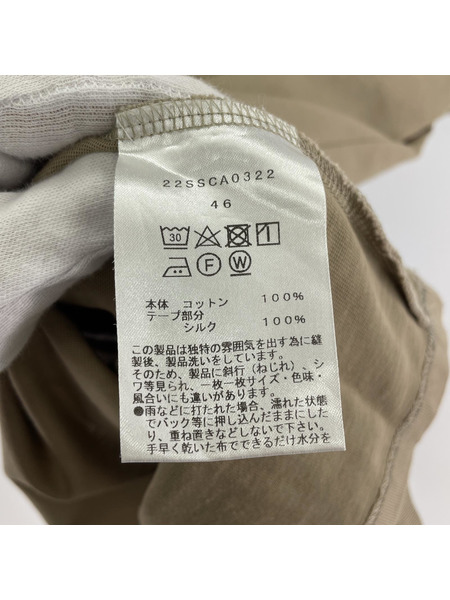 22SSCA0322
46
30 1
F W
本体 コットン 100%
テープ部分
シルク 100%
この製品は独特の雰囲気を出す為に縫
製後、製品洗いをしています。
そのため、製品に斜行(ねじれ)、シ
ワ等見られ、一枚一枚サイズ・色味・
風合いにも違いがあります。
●雨などに打たれた場合、濡れた状態
でバック等に押し込んだままにした
り、重ね置きなどしないで下さい。
手早く乾いた布でできるだけ水分を